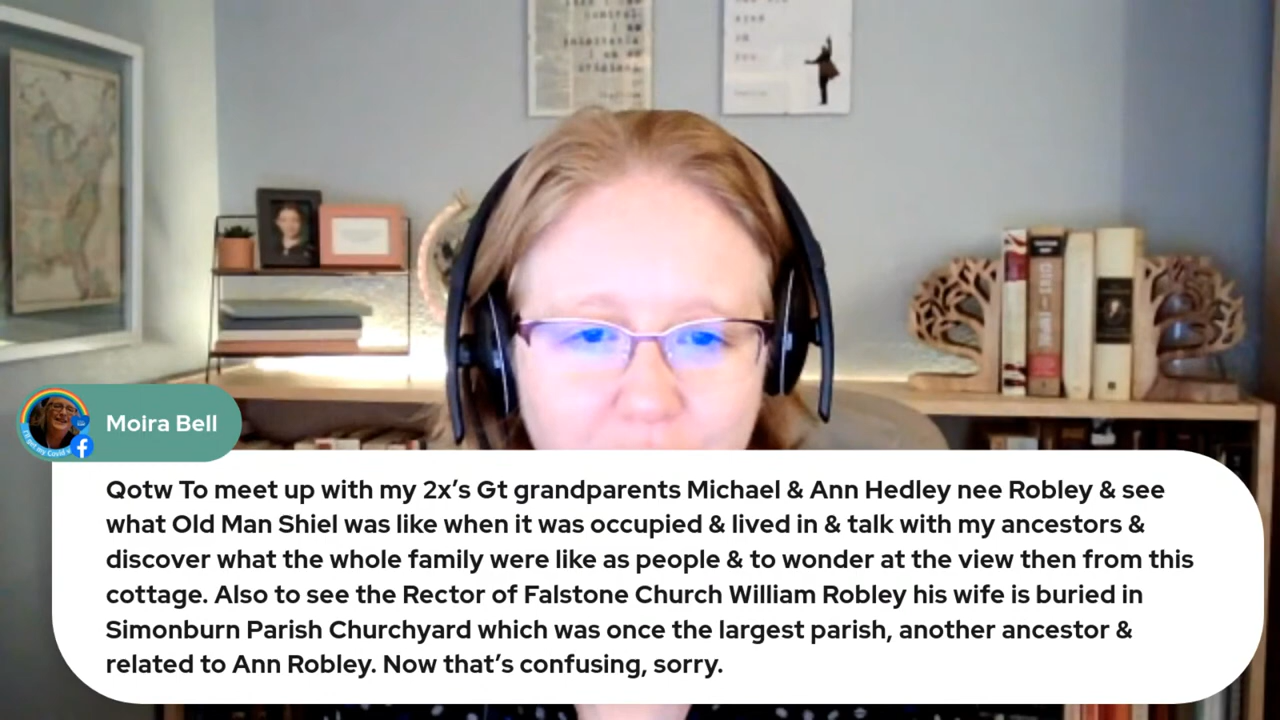 Moira Bell
Qotw To meet up with my 2x’s Gt grandparents Michael & Ann Hedley nee Robley & see
what Old Man Shiel was like when it was occupied & lived in & talk with my ancestors &
discover what the whole family were like as people & to wonder at the view then from this
cottage. Also to see the Rector of Falstone Church William Robley his wife is buried in
Simonburn Parish Churchyard which was once the largest parish, another ancestor &
related to Ann Robley. Now that’s confusing, sorry.